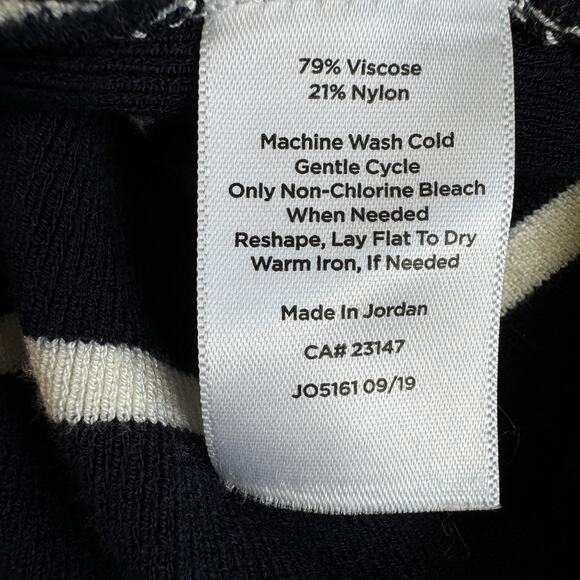 79% Viscose
21% Nylon
Machine Wash Cold
Gentle Cycle
Only Non-Chlorine Bleach
When Needed
Reshape, Lay Flat To Dry
Warm Iron, If Needed
Made In Jordan
CA# 23147
JO5161 09/19